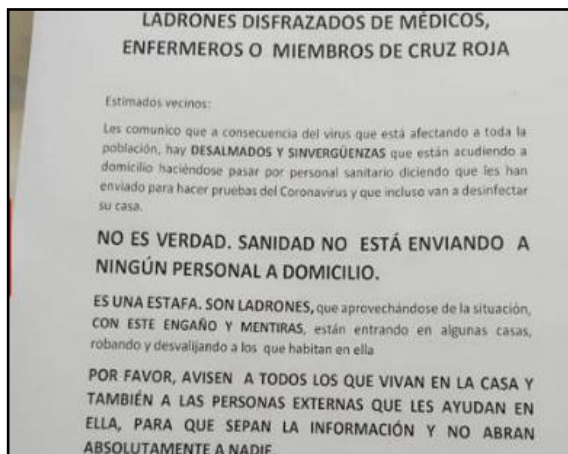 LADRONES DISFRAZADOS DE MÉDICOS,
ENFERMEROS O MIEMBROS DE CRUZ ROJA
Estimados vecinos:
Les comunico que a consecuencia del virus que está afectando a toda la
población, hay DESALMADOS Y SINVERGÜENZAS que están acudiendo a
domicilio haciéndose pasar por personal sanitario diciendo que les han
enviado para hacer pruebas del Coronavirus y que incluso van a desinfectar
su casa.
NO ES VERDAD. SANIDAD NO ESTÁ ENVIANDO A
NINGÚN PERSONAL A DOMICILIO.
ES UNA ESTAFA. SON LADRONES, que aprovechándose de la situación,
CON ESTE ENGAÑO Y MENTIRAS, están entrando en algunas casas,
robando y desvalijando a los que habitan en ella
POR FAVOR, AVISEN A TODOS LOS QUE VIVAN EN LA CASA Y
TAMBIÉN A LAS PERSONAS EXTERNAS QUE LES AYUDAN EN
ELLA, PARA QUE SEPAN LA INFORMACIÓN Y NO ABRAN
ABSOLUTAMENTE A NADIE